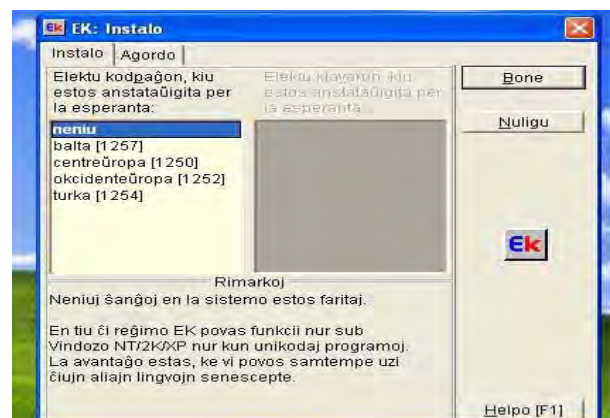 EK: Instalo
Instalo
Agordo
Elektu kodpaĝon, kiu
estos anstataŭigita per
la esperanta:
Elektu klavaron, kiu
estos anstataŭigita per
la esperanta:
neniu
balta [1257]
centreŭropa [1250]
okcidenteŭropa [1252]
turka [1254]
Bone
Nuligu
Ek
Rimarkoj
Neniuj ŝanĝoj en la sistemo estos faritaj.
En tiu ĉi reĝimo EK povas funkcii nur sub
Vindozo NT/2K/XP nur kun unikodaj programoj.
La avantaĝo estas, ke vi povos samtempe uzi
ĉiujn aliajn lingvojn senescepte.
Helpo [F1]